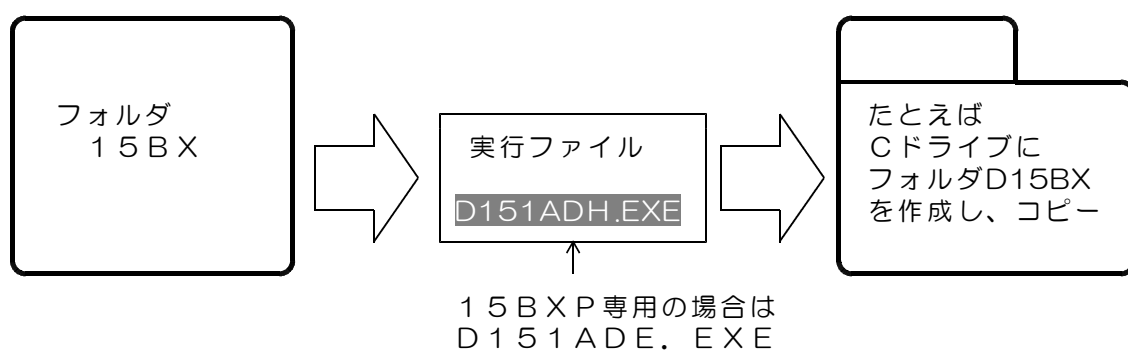 フォルダ
１５ＢＸ
実行ファイル
D151ADH.EXE
たとえば
Ｃドライブに
フォルダD15BX
を作成し、コピー
１５ＢＸＰ専用の場合は
Ｄ１５１ＡＤＥ．ＥＸＥ